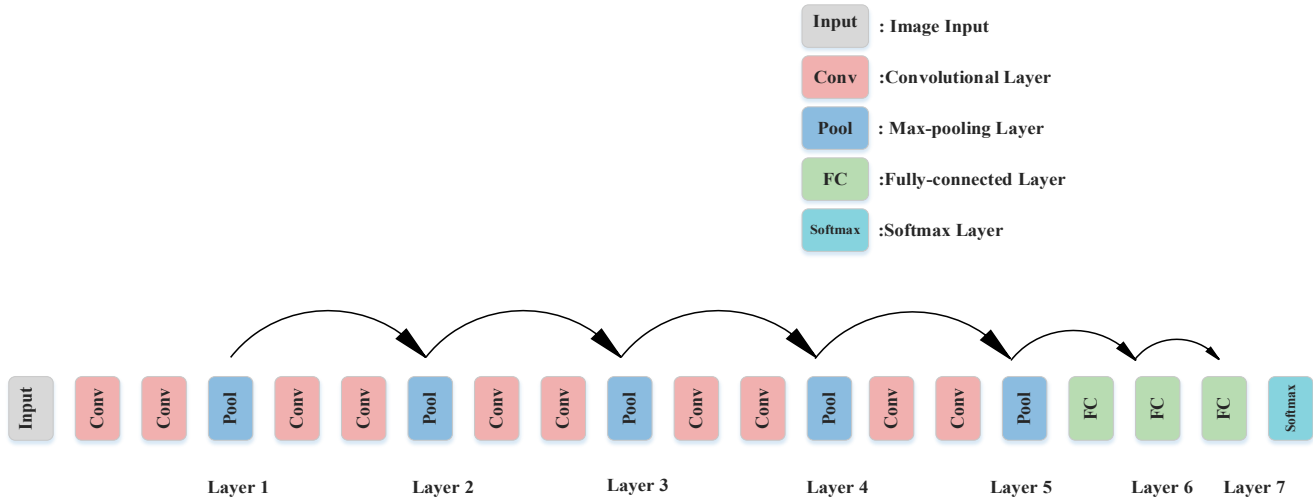 Input : Image Input
Conv :Convolutional Layer
Pool : Max-pooling Layer
FC :Fully-connected Layer
Softmax :Softmax Layer
Input Conv Conv Pool Conv Conv Pool Conv Conv Pool Conv Conv Pool Conv Conv Pool FC FC FC Softmax
Layer 1 Layer 2 Layer 3 Layer 4 Layer 5 Layer 6 Layer 7